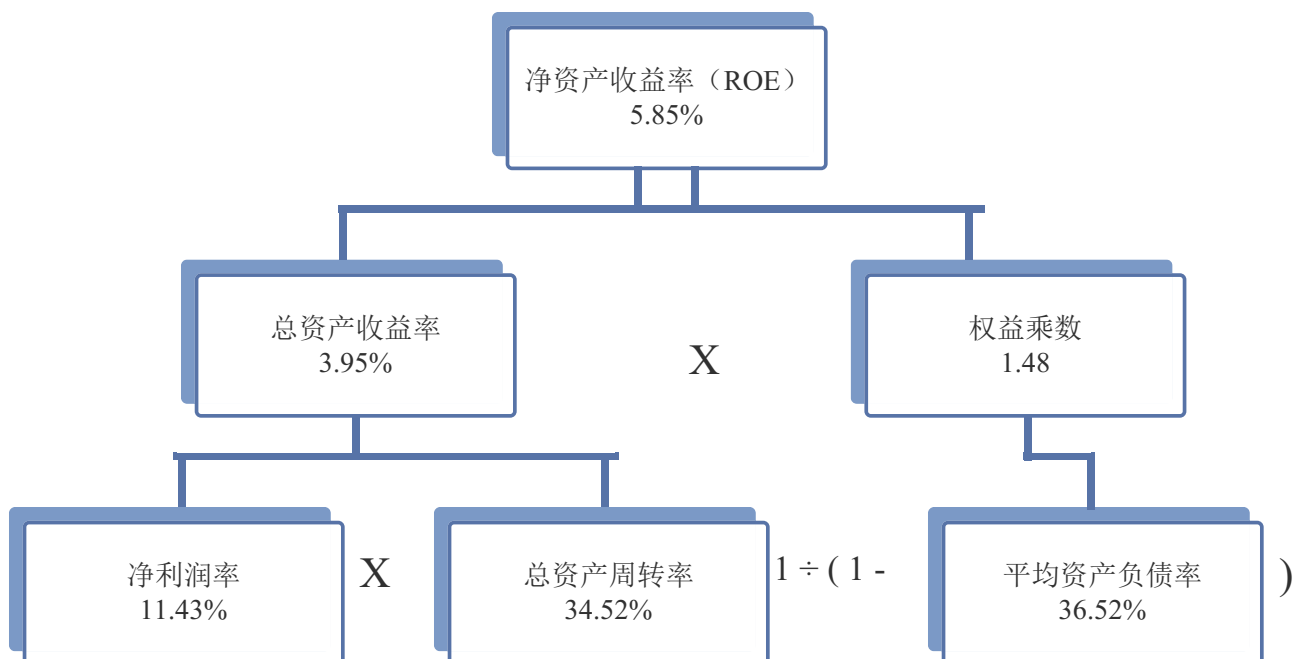 净资产收益率（ROE）
5.85%
总资产收益率
3.95%
X
权益乘数
1.48
净利润率
11.43%
X
总资产周转率
34.52%
1 ÷ ( 1 -
平均资产负债率
36.52%
)